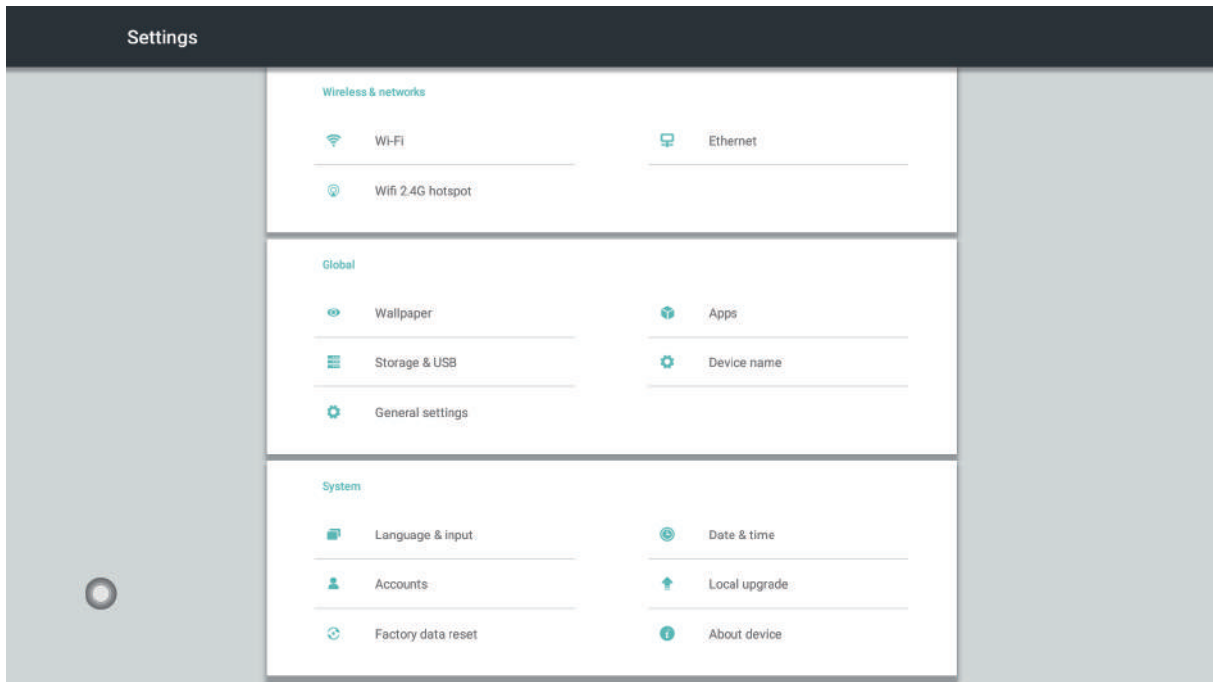 Settings
Wireless & networks
Wi-Fi
Ethernet
Wifi 2.4G hotspot
Global
Wallpaper
Apps
Storage & USB
Device name
General settings
System
Language & input
Date & time
Accounts
Local upgrade
Factory data reset
About device